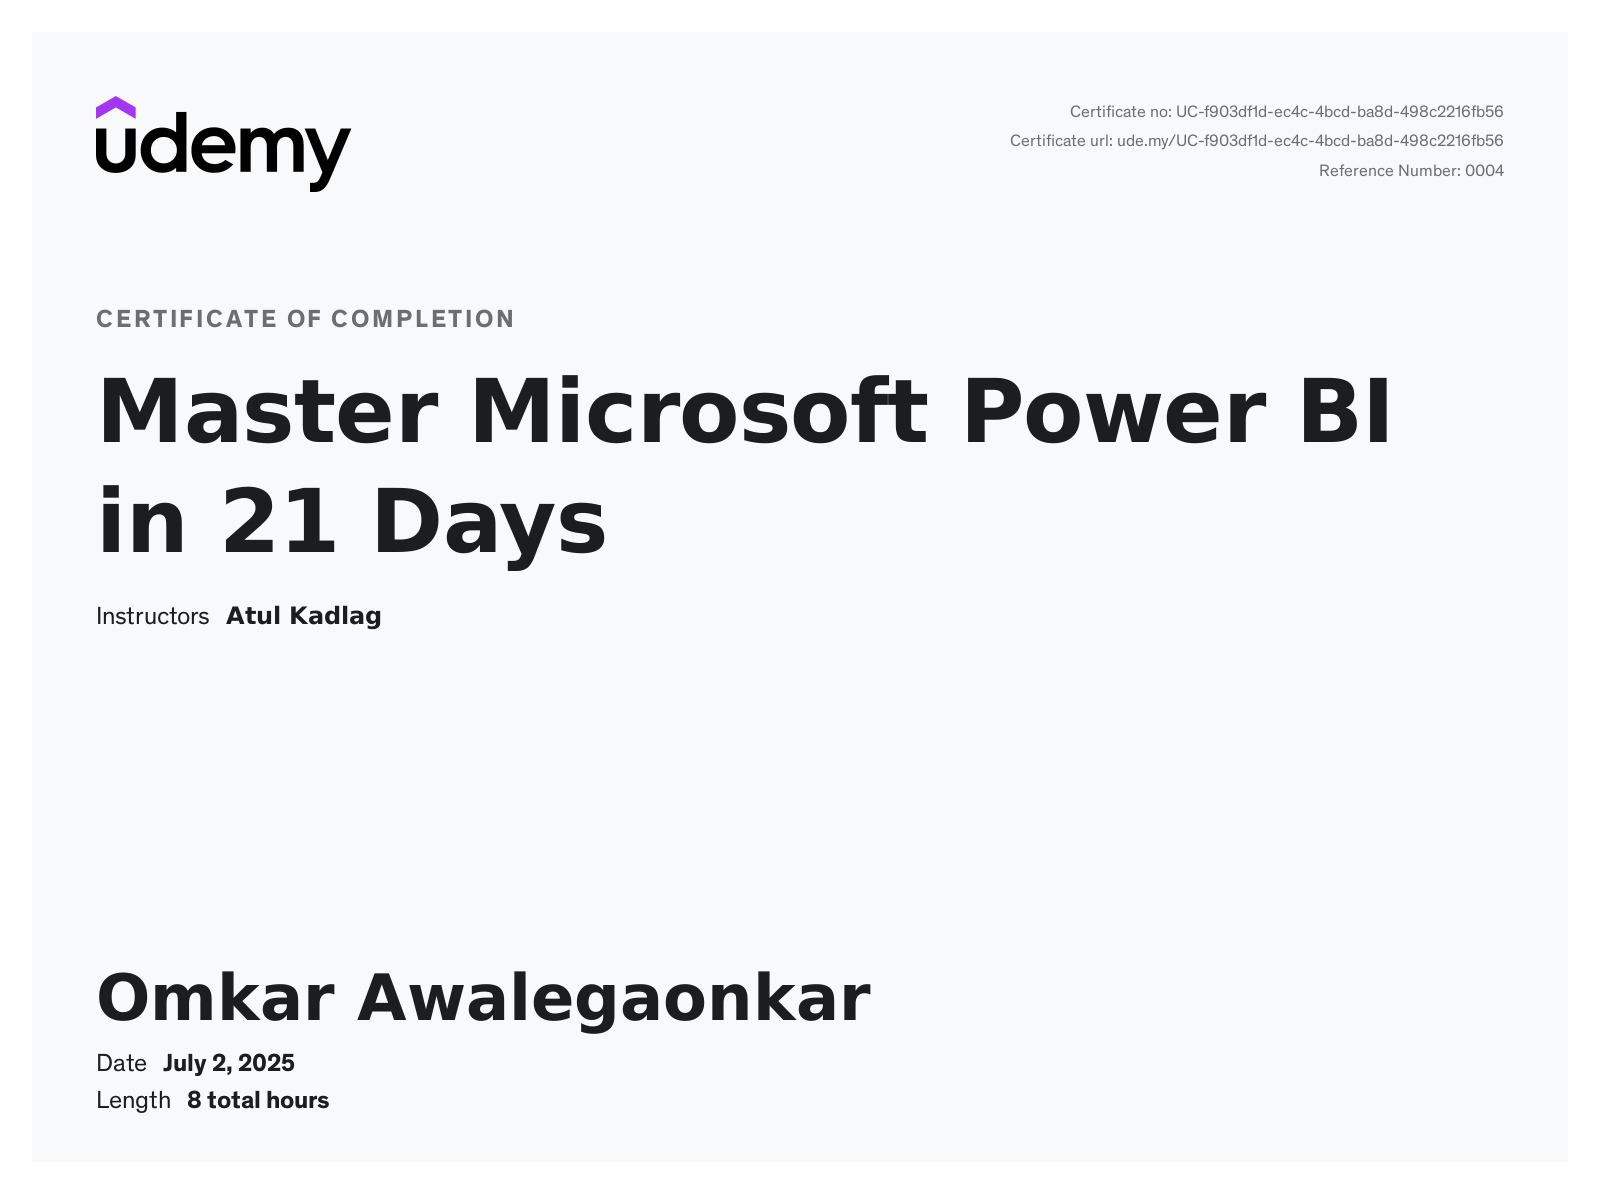 udemy
Certificate no: UC-f903df1d-ec4c-4bcd-ba8d-498c2216fb56
Certificate url: ude.my/UC-f903df1d-ec4c-4bcd-ba8d-498c2216fb56
Reference Number: 0004
CERTIFICATE OF COMPLETION
Master Microsoft Power BI
in 21 Days
Instructors Atul Kadlag
Omkar Awalegaonkar
Date July 2, 2025
Length 8 total hours